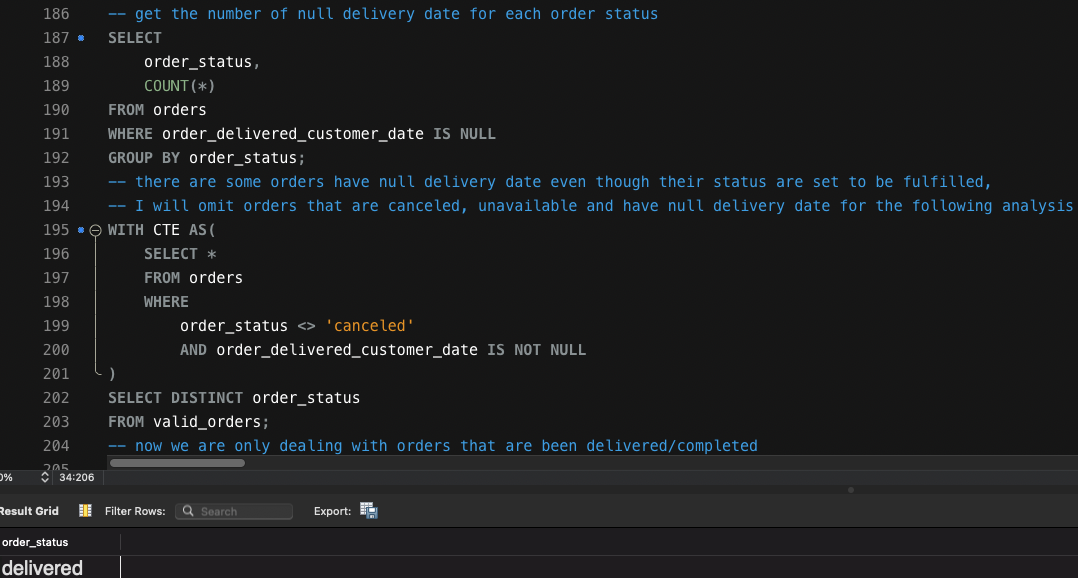 186 -- get the number of null delivery date for each order status
187 SELECT
188 order_status,
189 COUNT(*)
190 FROM orders
191 WHERE order_delivered_customer_date IS NULL
192 GROUP BY order_status;
193 -- there are some orders have null delivery date even though their status are set to be fulfilled,
194 -- I will omit orders that are canceled, unavailable and have null delivery date for the following analysis
195 WITH CTE AS(
196 SELECT *
197 FROM orders
198 WHERE
199 order_status <> 'canceled'
200 AND order_delivered_customer_date IS NOT NULL
201 )
202 SELECT DISTINCT order_status
203 FROM valid_orders;
204 -- now we are only dealing with orders that are been delivered/completed
205
0% 34:206
Result Grid Filter Rows: Search Export:
order_status
delivered